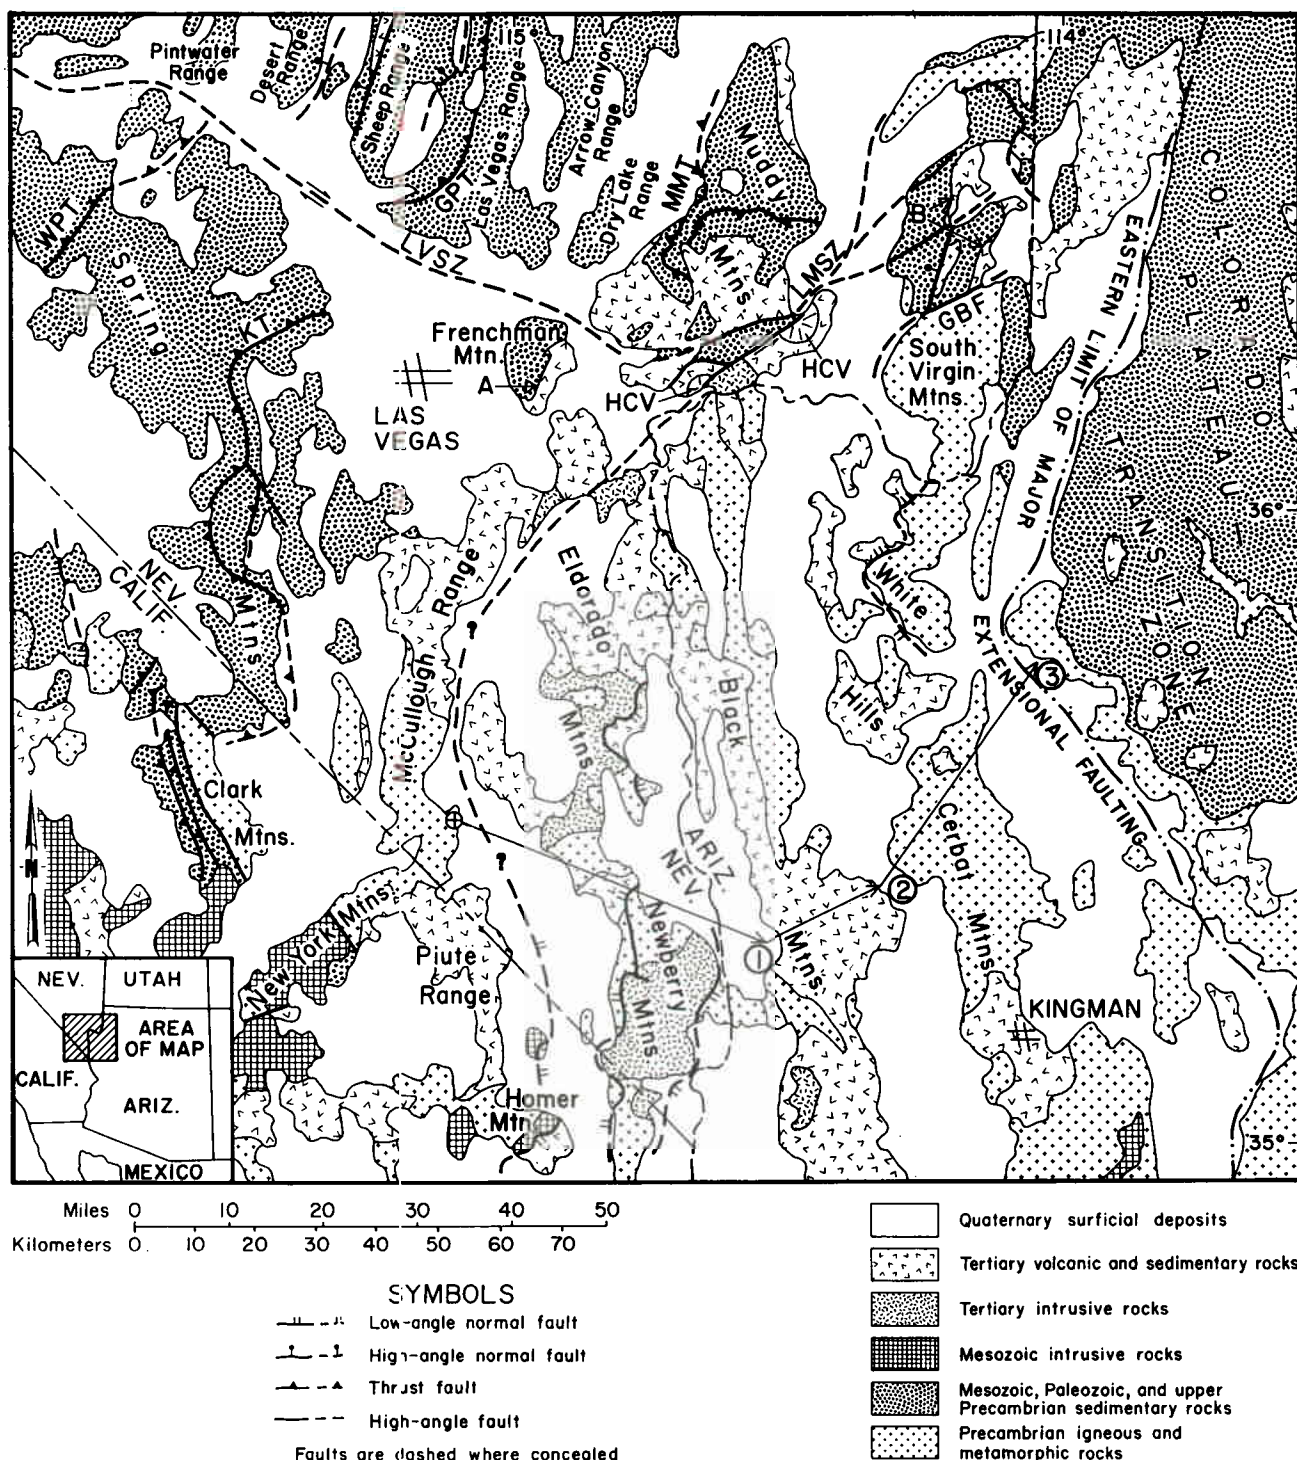 Pintwater
Range
Desert
Range
Sheep Range
115°
Las Vegas Range
Arrow Canyon
Range
Dry Lake
Range
MMT
Muddy
Mtns
114°
WPT
GPT
LVSZ
LMSZ
B
GBF
COLORADO
PLATEAU
TRANSITION
ZONE
EASTERN LIMIT OF MAJOR
EXTENSIONAL FAULTING
Spring
Mtns
KT
Frenchman
Mtn.
A
HCV
HCV
South
Virgin
Mtns.
LAS
VEGAS
36°
NEV.
CALIF.
McCullough Range
Eldorado
Mtns
Black
Mtns
White
Hills
?
3
Clark
Mtns.
N
ARIZ.
NEV.
Cerbat
Mtns
?
2
New York Mtns.
Piute
Range
Newberry
Mtns
1
KINGMAN
Homer
Mtn
35°
NEV.
UTAH
AREA
OF MAP
CALIF.
ARIZ.
MEXICO
Miles 0 10 20 30 40 50
Kilometers 0 10 20 30 40 50 60 70
SYMBOLS
Low-angle normal fault
High-angle normal fault
Thrust fault
High-angle fault
Faults are dashed where concealed
Quaternary surficial deposits
Tertiary volcanic and sedimentary rocks
Tertiary intrusive rocks
Mesozoic intrusive rocks
Mesozoic, Paleozoic, and upper
Precambrian sedimentary rocks
Precambrian igneous and
metamorphic rocks